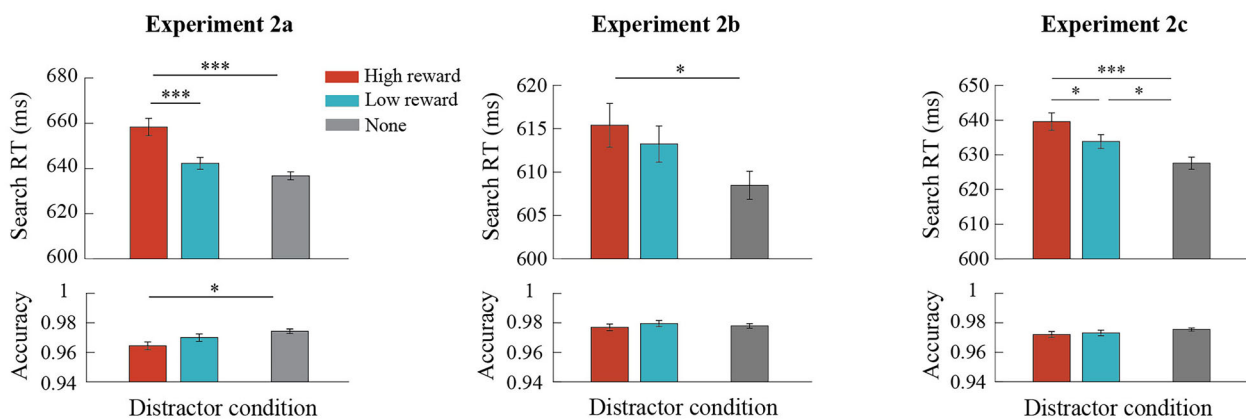 Experiment 2a
Search RT (ms)
680
660
640
620
600
***
***
High reward
Low reward
None
Accuracy
1
0.98
0.96
0.94
*
Distractor condition
Experiment 2b
Search RT (ms)
620
615
610
605
600
*
Accuracy
1
0.98
0.96
0.94
Distractor condition
Experiment 2c
Search RT (ms)
650
640
630
620
600
***
*
*
Accuracy
1
0.98
0.96
0.94
Distractor condition